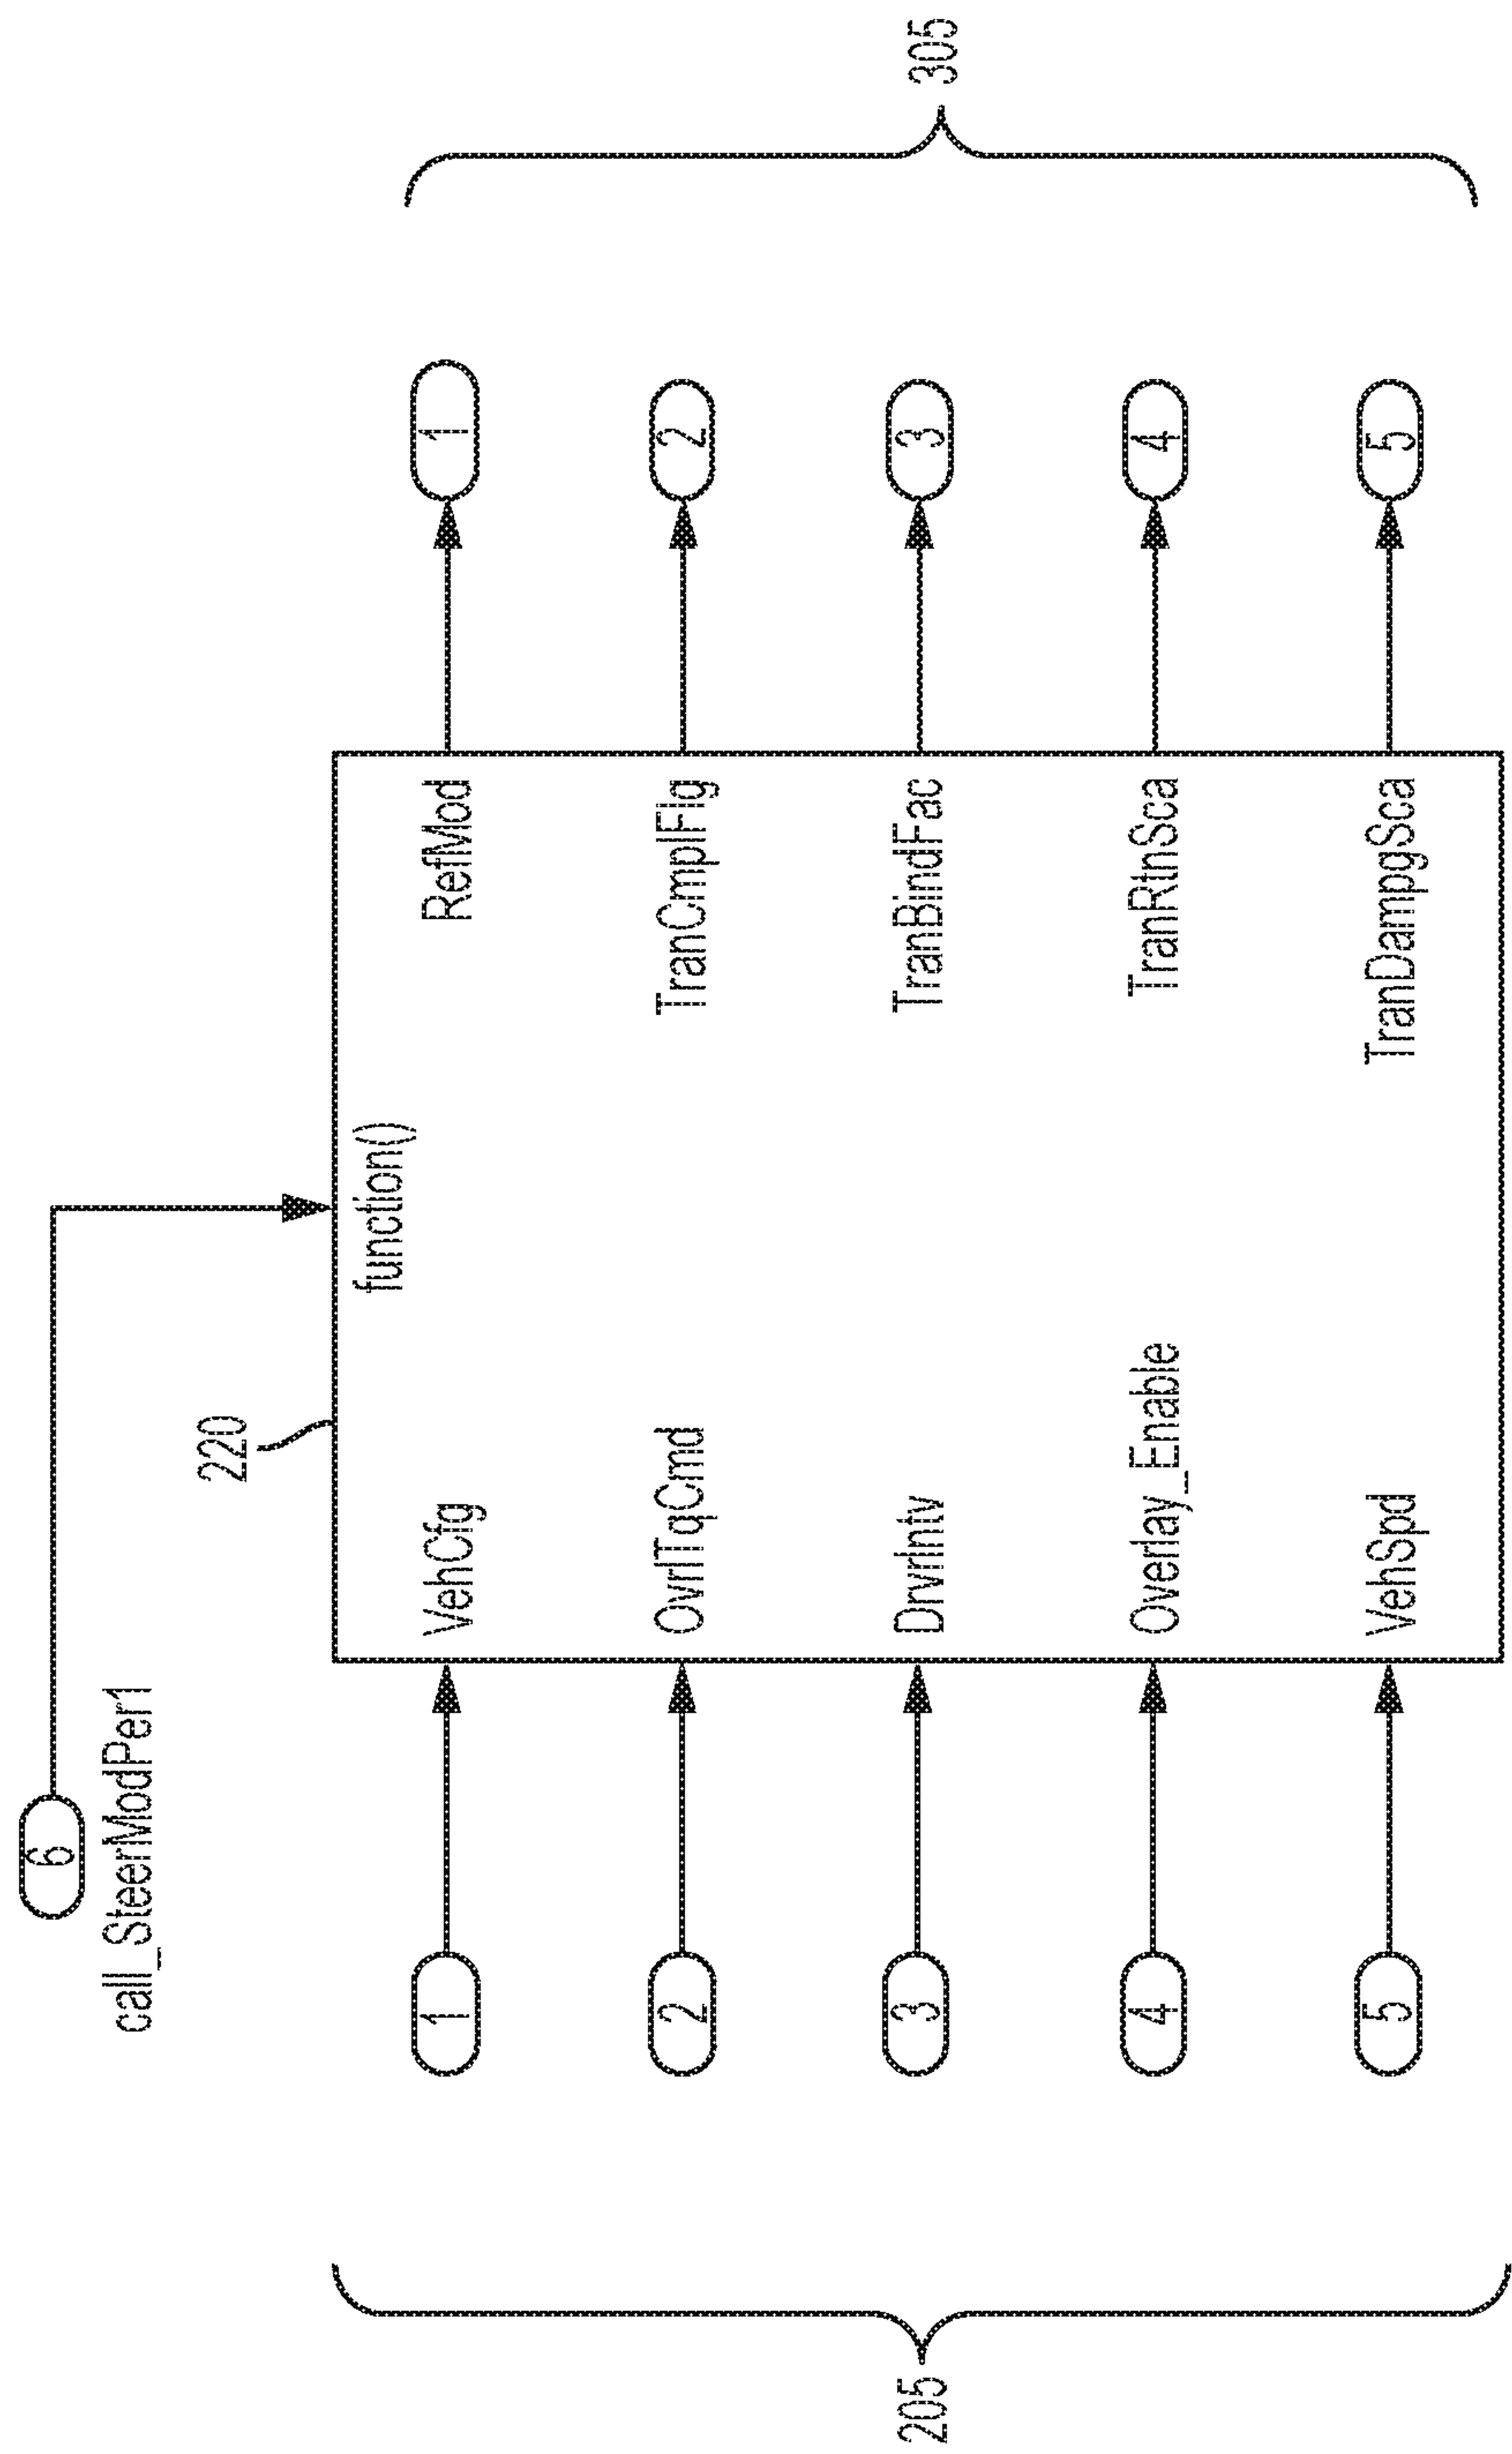 6
call_SteerModPer1
220
function()
1
VehCfg
RefMod
1
2
OvrlTqCmd
TranCmplFlg
2
205
3
DrvrIntv
TranBindFac
3
305
4
Overlay_Enable
TranRtnSca
4
5
VehSpd
TranDampgSca
5